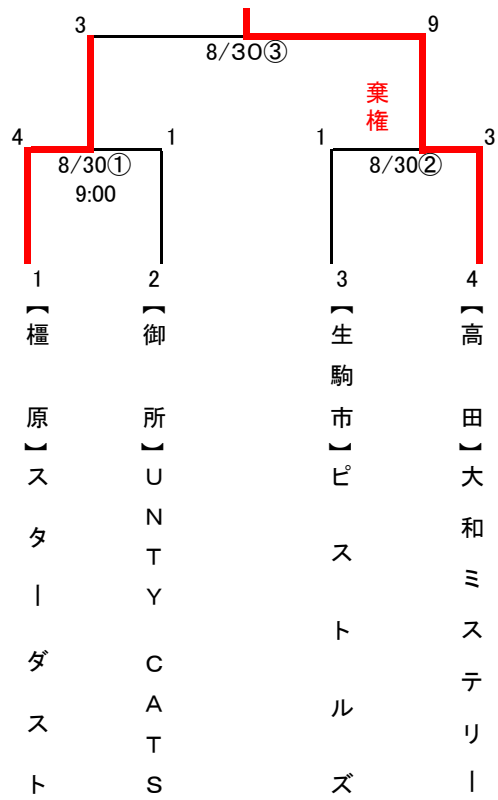 3 9
8/30③
棄権
4 1 1 3
8/30① 8/30②
9:00
1 2 3 4
【橿原】スターダスト
【御所】UNTY CATS
【生駒市】ピストルズ
【高田】大和ミステリー